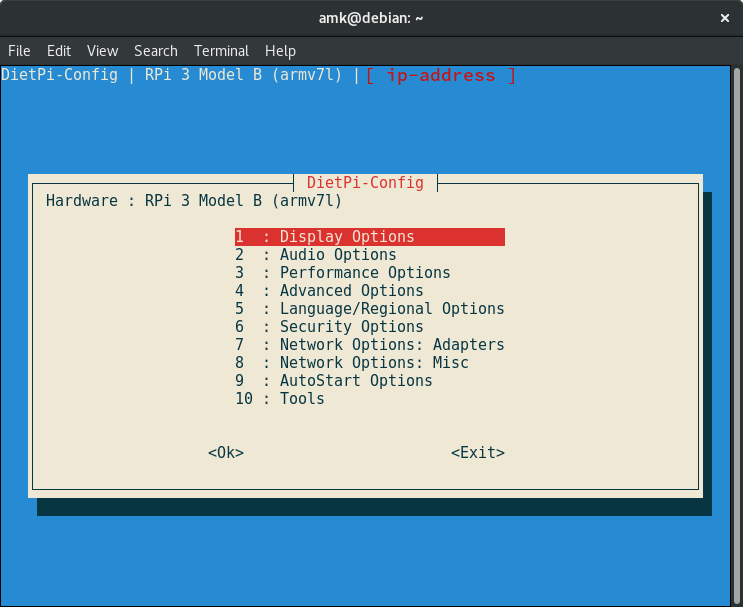 amk@debian: ~ ×
File Edit View Search Terminal Help
DietPi-Config | RPi 3 Model B (armv7l) | [ ip-address ]
DietPi-Config
Hardware : RPi 3 Model B (armv7l)
1 : Display Options
2 : Audio Options
3 : Performance Options
4 : Advanced Options
5 : Language/Regional Options
6 : Security Options
7 : Network Options: Adapters
8 : Network Options: Misc
9 : AutoStart Options
10 : Tools
<Ok> <Exit>